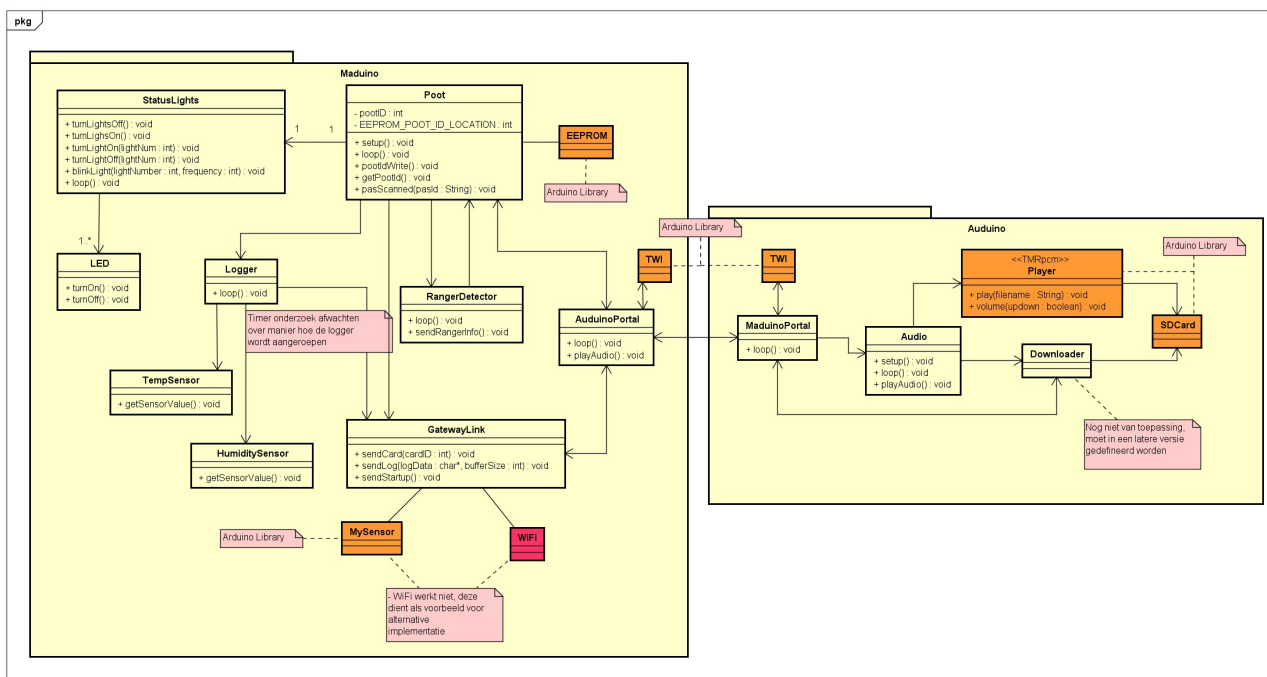 pkg
Maduino
StatusLights
+ turnLightsOff() : void
+ turnLighsOn() : void
+ turnLightOn(lightNum : int) : void
+ turnLightOff(lightNum : int) : void
+ blinkLight(lightNumber : int, frequency : int) : void
+ loop() : void
1
1
Poot
- pootID : int
- EEPROM_POOT_ID_LOCATION : int
+ setup() : void
+ loop() : void
+ pootIdWrite() : void
+ getPootId() : void
+ pasScanned(pasId : String) : void
EEPROM
Arduino Library
1..*
LED
+ turnOn() : void
+ turnOff() : void
Logger
+ loop() : void
Timer onderzoek afwachten
over manier hoe de logger
wordt aangeroepen
RangerDetector
+ loop() : void
+ sendRangerInfo() : void
TempSensor
+ getSensorValue() : void
HumiditySensor
+ getSensorValue() : void
GatewayLink
+ sendCard(cardID : int) : void
+ sendLog(logData : char*, bufferSize : int) : void
+ sendStartup() : void
Arduino Library
MySensor
WiFi
- WiFi werkt niet, deze
dient als voorbeeld voor
alternative
implementatie
TWI
AuduinoPortal
+ loop() : void
+ playAudio() : void
Arduino Library
Auduino
TWI
MaduinoPortal
+ loop() : void
Audio
+ setup() : void
+ loop() : void
+ playAudio() : void
<<TMRpcm>>
Player
+ play(filename : String) : void
+ volume(updown : boolean) : void
Arduino Library
SDCard
Downloader
Nog niet van toepassing,
moet in een latere versie
gedefineerd worden